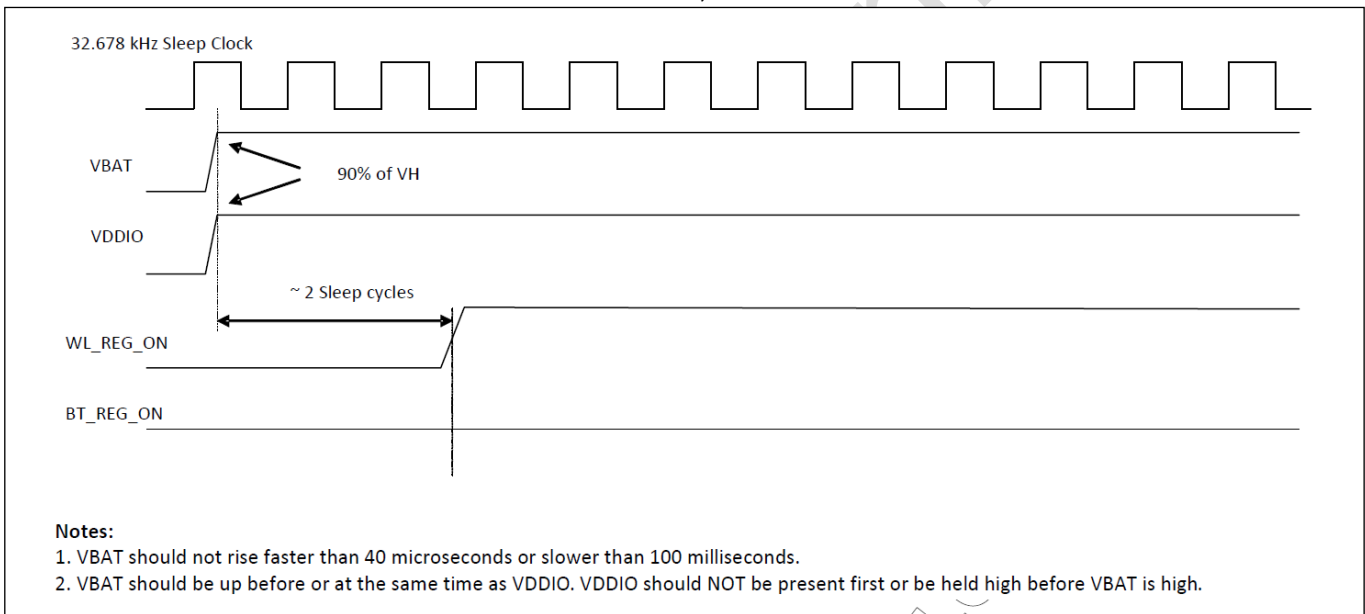 32.678 kHz Sleep Clock
VBAT
90% of VH
VDDIO
~ 2 Sleep cycles
WL_REG_ON
BT_REG_ON
Notes:
1. VBAT should not rise faster than 40 microseconds or slower than 100 milliseconds.
2. VBAT should be up before or at the same time as VDDIO. VDDIO should NOT be present first or be held high before VBAT is high.